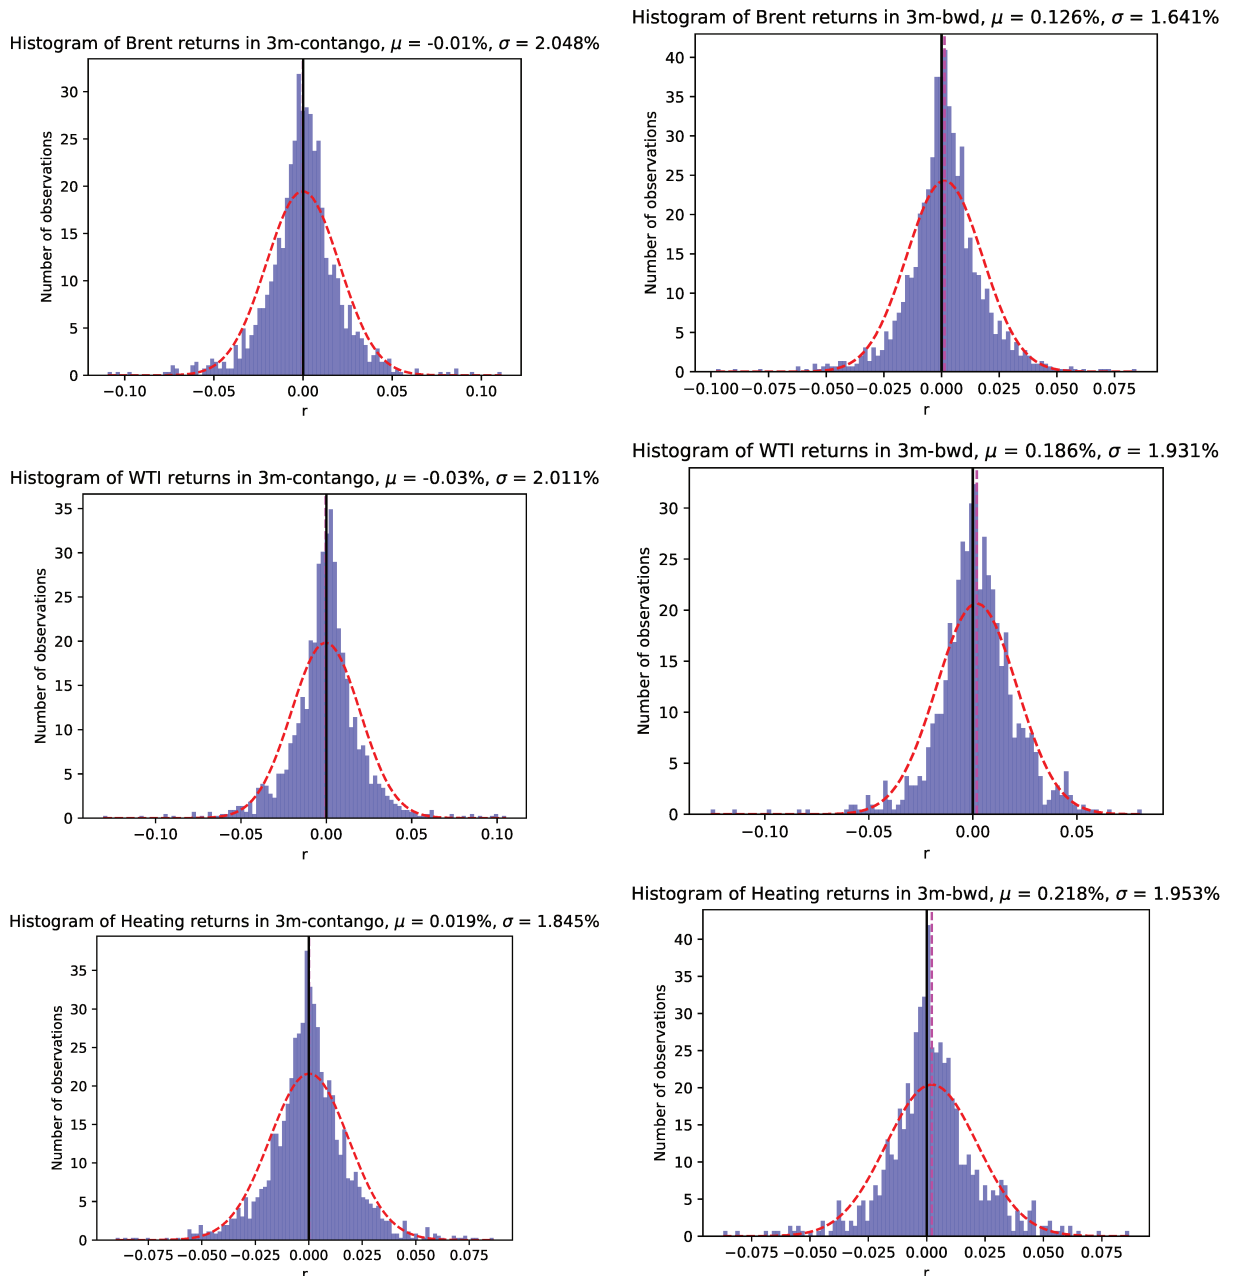 Histogram of Brent returns in 3m-contango, μ = -0.01%, σ = 2.048%
30
25
20
15
10
5
0
Number of observations
−0.10 −0.05 0.00 0.05 0.10
r
Histogram of Brent returns in 3m-bwd, μ = 0.126%, σ = 1.641%
40
35
30
25
20
15
10
5
0
Number of observations
−0.100 −0.075 −0.050 −0.025 0.000 0.025 0.050 0.075
r
Histogram of WTI returns in 3m-contango, μ = -0.03%, σ = 2.011%
35
30
25
20
15
10
5
0
Number of observations
−0.10 −0.05 0.00 0.05 0.10
r
Histogram of WTI returns in 3m-bwd, μ = 0.186%, σ = 1.931%
30
25
20
15
10
5
0
Number of observations
−0.10 −0.05 0.00 0.05
r
Histogram of Heating returns in 3m-contango, μ = 0.019%, σ = 1.845%
35
30
25
20
15
10
5
0
Number of observations
−0.075 −0.050 −0.025 0.000 0.025 0.050 0.075
r
Histogram of Heating returns in 3m-bwd, μ = 0.218%, σ = 1.953%
40
35
30
25
20
15
10
5
0
Number of observations
−0.075 −0.050 −0.025 0.000 0.025 0.050 0.075
r